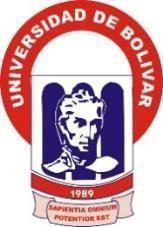 UNIVERSIDAD DE BOLIVAR
1989
SAPIENTIA OMNIUM
POTENTIOR EST